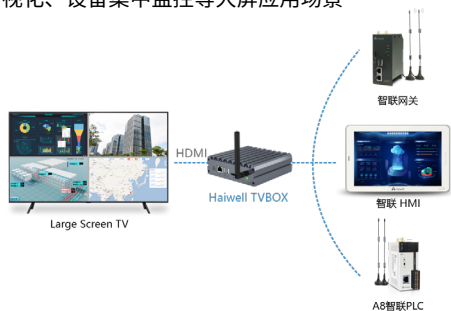 视化、设备集中监控等大屏应用场景
智联网关
HDMI
Haiwell TVBOX
智联 HMI
Large Screen TV
A8智联PLC